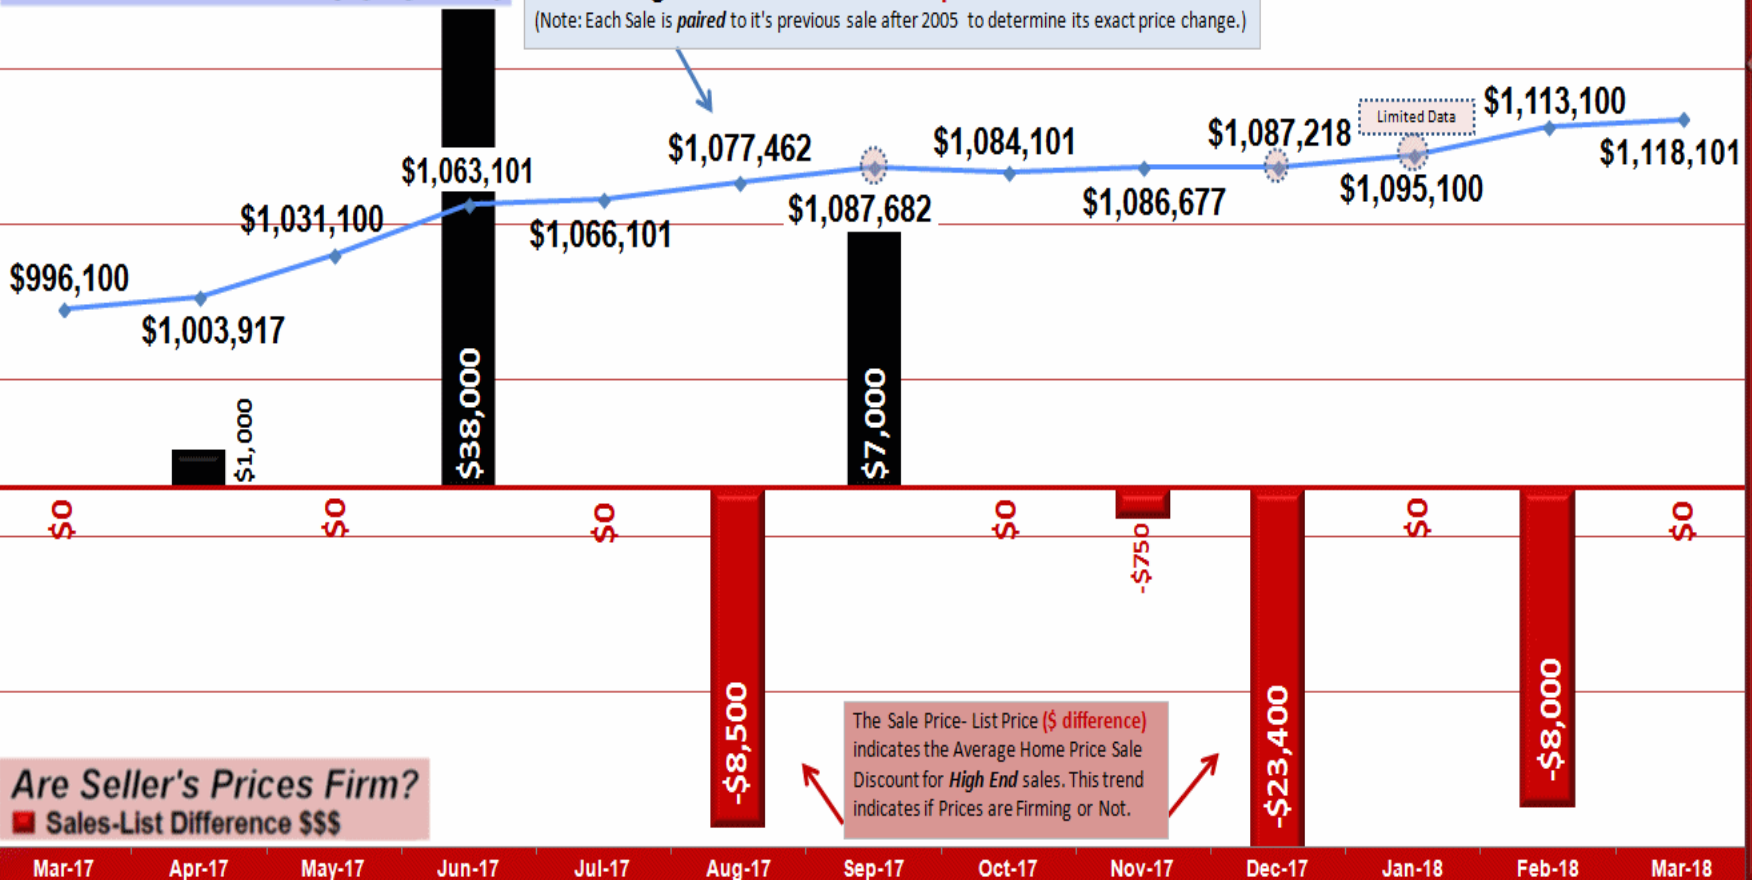 (Note: Each Sale is paired to it's previous sale after 2005 to determine its exact price change.)
Limited Data
$996,100
$1,003,917
$1,031,100
$1,063,101
$1,066,101
$1,077,462
$1,087,682
$1,084,101
$1,086,677
$1,087,218
$1,095,100
$1,113,100
$1,118,101
$0
$1,000
$0
$38,000
$0
-$8,500
$7,000
$0
-$750
-$23,400
$0
-$8,000
$0
The Sale Price- List Price ($ difference)
indicates the Average Home Price Sale
Discount for High End sales. This trend
indicates if Prices are Firming or Not.
Are Seller's Prices Firm?
Sales-List Difference $$$
Mar-17 Apr-17 May-17 Jun-17 Jul-17 Aug-17 Sep-17 Oct-17 Nov-17 Dec-17 Jan-18 Feb-18 Mar-18